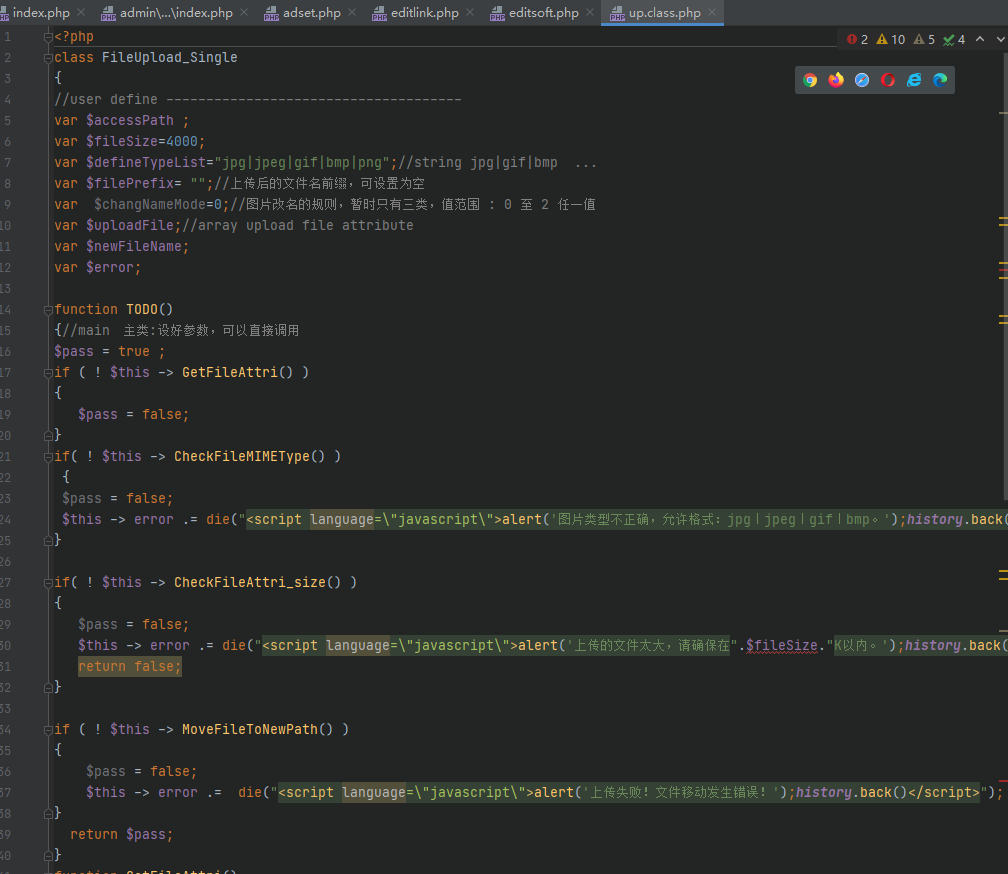 index.php
admin\...\index.php
adset.php
editlink.php
editsoft.php
up.class.php
2 10 5 4
1 <?php
2 class FileUpload_Single
3 {
4 //user define -------------------------------------
5 var $accessPath ;
6 var $fileSize=4000;
7 var $defineTypeList="jpg|jpeg|gif|bmp|png";//string jpg|gif|bmp ...
8 var $filePrefix= "";//上传后的文件名前缀，可设置为空
9 var $changNameMode=0;//图片改名的规则，暂时只有三类，值范围 : 0 至 2 任一值
10 var $uploadFile;//array upload file attribute
11 var $newFileName;
12 var $error;
13
14 function TODO()
15 {//main 主类:设好参数，可以直接调用
16 $pass = true ;
17 if ( ! $this -> GetFileAttri() )
18 {
19 $pass = false;
20 }
21 if( ! $this -> CheckFileMIMEType() )
22 {
23 $pass = false;
24 $this -> error .= die("<script language=\"javascript\">alert('图片类型不正确，允许格式：jpg｜jpeg｜gif｜bmp。');history.back(
25 }
26
27 if( ! $this -> CheckFileAttri_size() )
28 {
29 $pass = false;
30 $this -> error .= die("<script language=\"javascript\">alert('上传的文件太大，请确保在".$fileSize."K以内。');history.back(
31 return false;
32 }
33
34 if ( ! $this -> MoveFileToNewPath() )
35 {
36 $pass = false;
37 $this -> error .= die("<script language=\"javascript\">alert('上传失败！文件移动发生错误！');history.back()</script>");
38 }
39 return $pass;
40 }
function GetFileAttri()